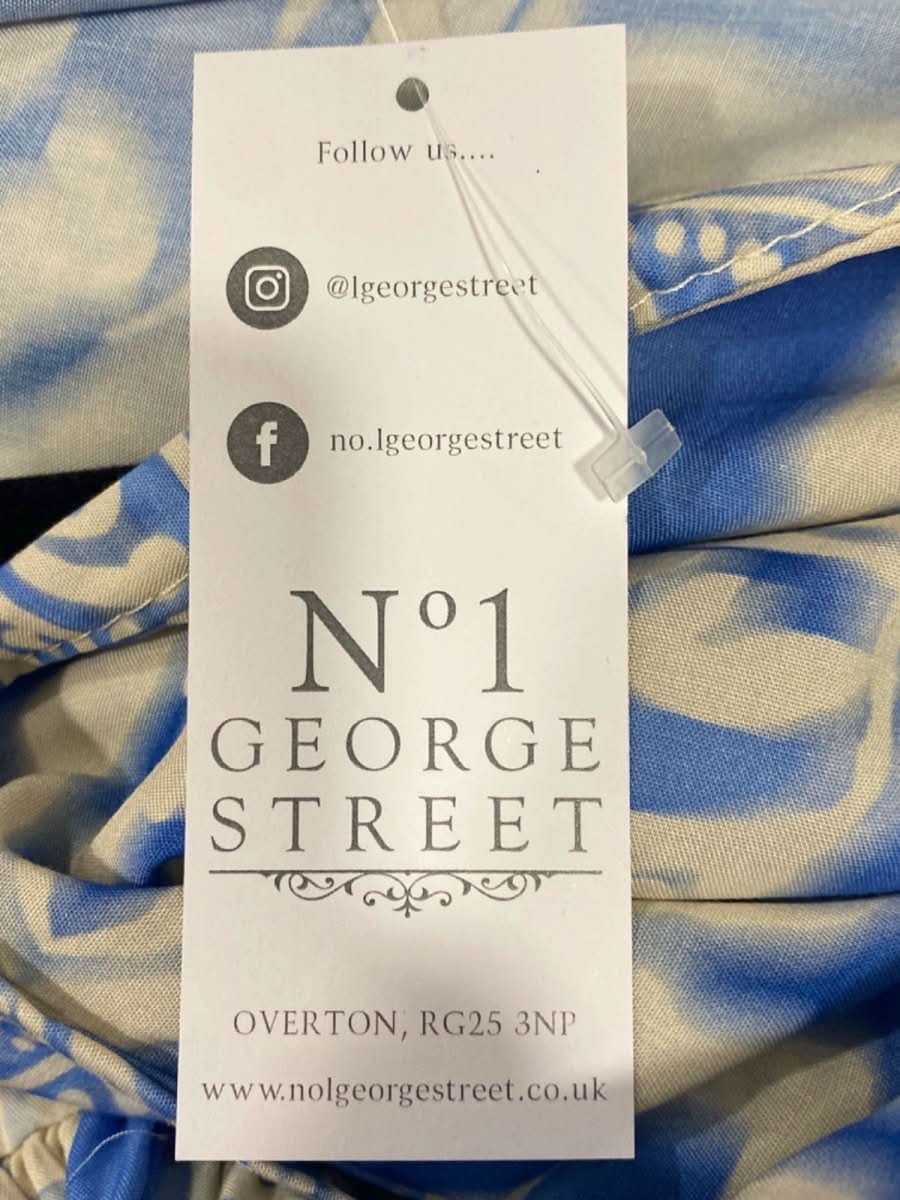 Follow us....
@1georgestreet
no.1georgestreet
Nº1
GEORGE
STREET
OVERTON, RG25 3NP
www.no1georgestreet.co.uk